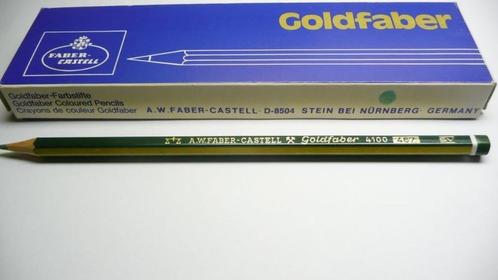 Goldfaber
FABER-
CASTELL
Goldfaber-Farbstifte
Goldfaber Coloured Pencils
Crayons de couleur Goldfaber
A.W. FABER-CASTELL · D-8504 STEIN BEI NÜRNBERG · GERMANY
A.W.FABER-CASTELL Goldfaber 4100